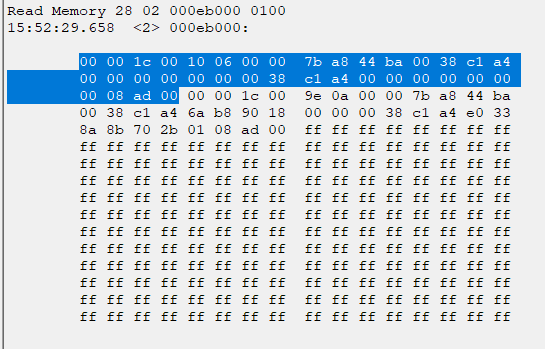 Read Memory 28 02 000eb000 0100
15:52:29.658 <2> 000eb000:
00 00 1c 00 10 06 00 00 7b a8 44 ba 00 38 c1 a4
00 00 00 00 00 00 00 38 c1 a4 00 00 00 00 00 00
00 08 ad 00 00 00 1c 00 9e 0a 00 00 7b a8 44 ba
00 38 c1 a4 6a b8 90 18 00 00 00 38 c1 a4 e0 33
8a 8b 70 2b 01 08 ad 00 ff ff ff ff ff ff ff ff
ff ff ff ff ff ff ff ff ff ff ff ff ff ff ff ff
ff ff ff ff ff ff ff ff ff ff ff ff ff ff ff ff
ff ff ff ff ff ff ff ff ff ff ff ff ff ff ff ff
ff ff ff ff ff ff ff ff ff ff ff ff ff ff ff ff
ff ff ff ff ff ff ff ff ff ff ff ff ff ff ff ff
ff ff ff ff ff ff ff ff ff ff ff ff ff ff ff ff
ff ff ff ff ff ff ff ff ff ff ff ff ff ff ff ff
ff ff ff ff ff ff ff ff ff ff ff ff ff ff ff ff
ff ff ff ff ff ff ff ff ff ff ff ff ff ff ff ff
ff ff ff ff ff ff ff ff ff ff ff ff ff ff ff ff
ff ff ff ff ff ff ff ff ff ff ff ff ff ff ff ff